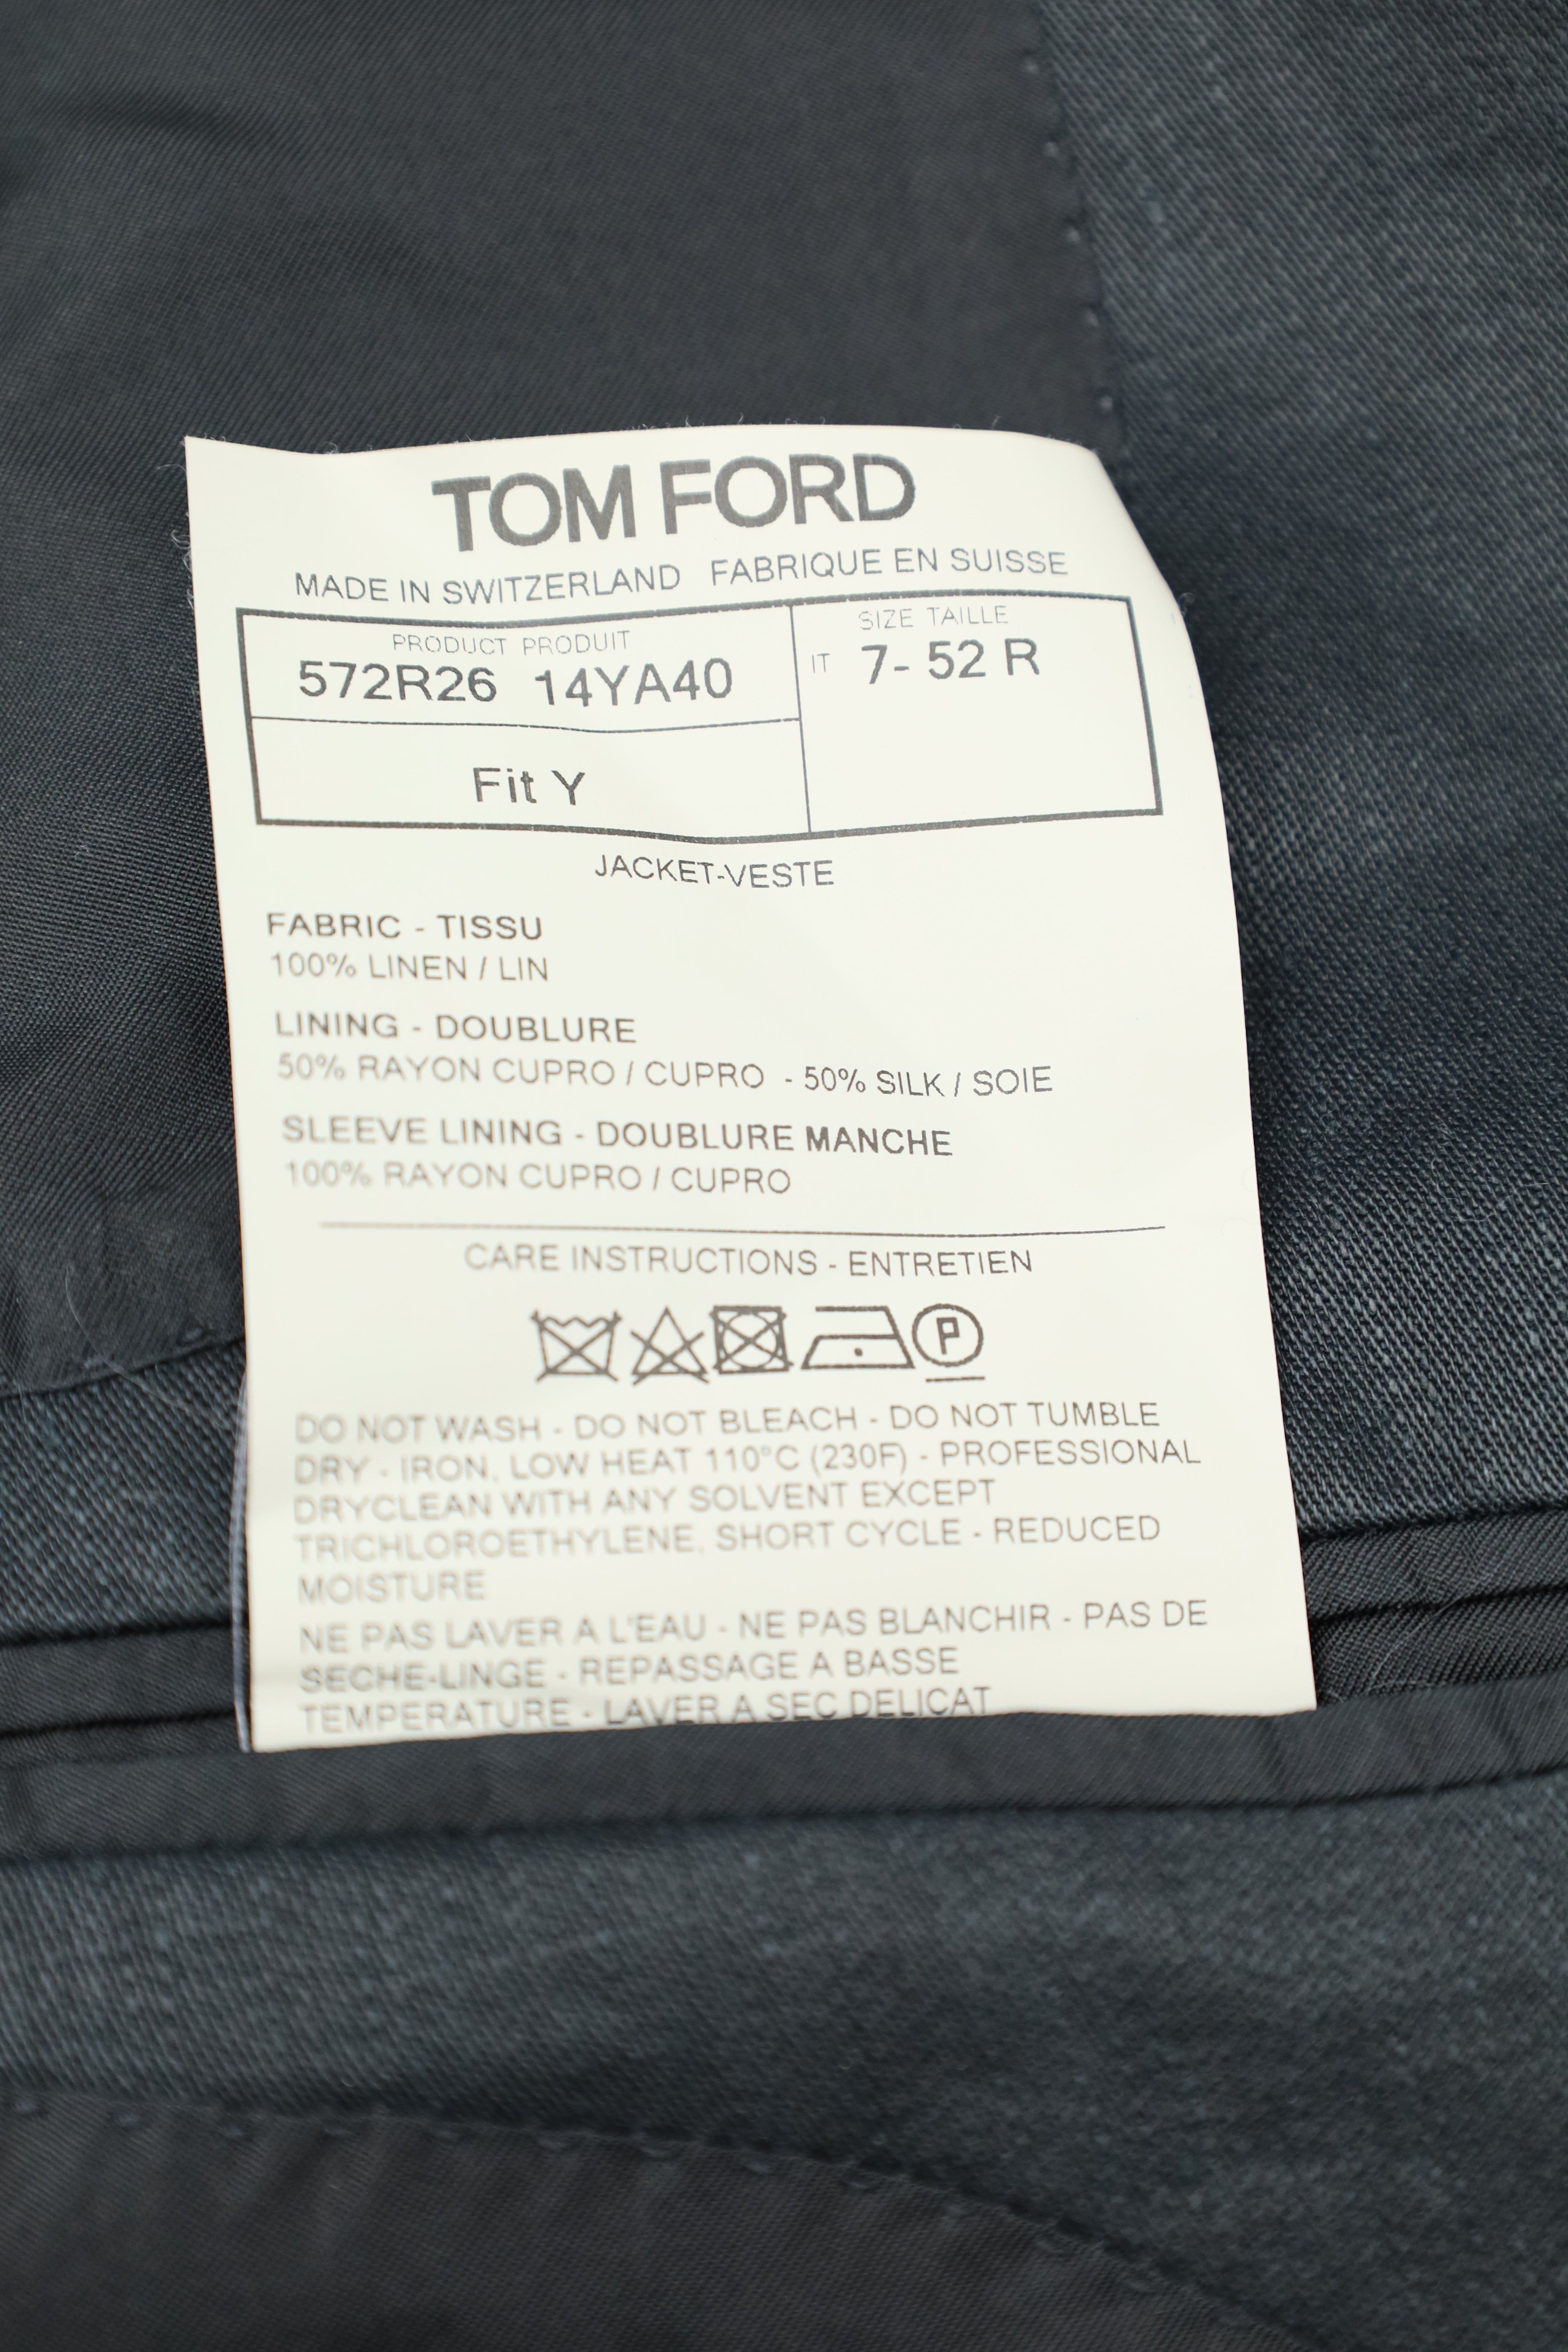 TOM FORD
MADE IN SWITZERLAND FABRIQUE EN SUISSE
PRODUCT PRODUIT
572R26 14YA40
SIZE TAILLE
IT 7- 52 R
Fit Y
JACKET-VESTE
FABRIC - TISSU
100% LINEN / LIN
LINING - DOUBLURE
50% RAYON CUPRO / CUPRO - 50% SILK / SOIE
SLEEVE LINING - DOUBLURE MANCHE
100% RAYON CUPRO / CUPRO
CARE INSTRUCTIONS - ENTRETIEN
P
DO NOT WASH - DO NOT BLEACH - DO NOT TUMBLE
DRY - IRON, LOW HEAT 110°C (230F) - PROFESSIONAL
DRYCLEAN WITH ANY SOLVENT EXCEPT
TRICHLOROETHYLENE, SHORT CYCLE - REDUCED
MOISTURE
NE PAS LAVER A L'EAU - NE PAS BLANCHIR - PAS DE
SECHE-LINGE - REPASSAGE A BASSE
TEMPERATURE - LAVER A SEC DELICAT